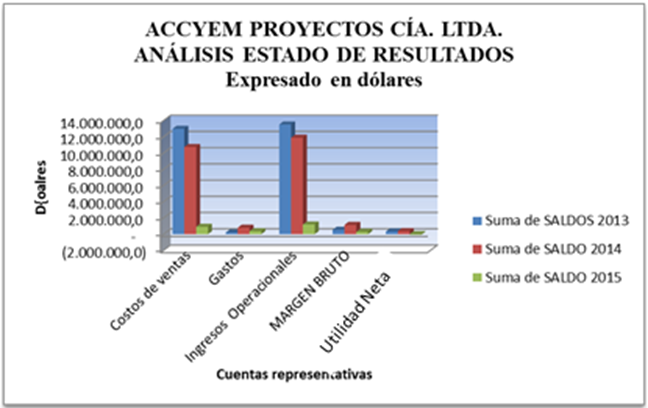 ACCYEM PROYECTOS CÍA. LTDA.
ANÁLISIS ESTADO DE RESULTADOS
Expresado en dólares
D{oalres
14.000.000,0
12.000.000,0
10.000.000,0
8.000.000,0
6.000.000,0
4.000.000,0
2.000.000,0
-
(2.000.000,0)
Costos de ventas
Gastos
Ingresos Operacionales
MARGEN BRUTO
Utilidad Neta
Cuentas representativas
Suma de SALDOS 2013
Suma de SALDO 2014
Suma de SALDO 2015